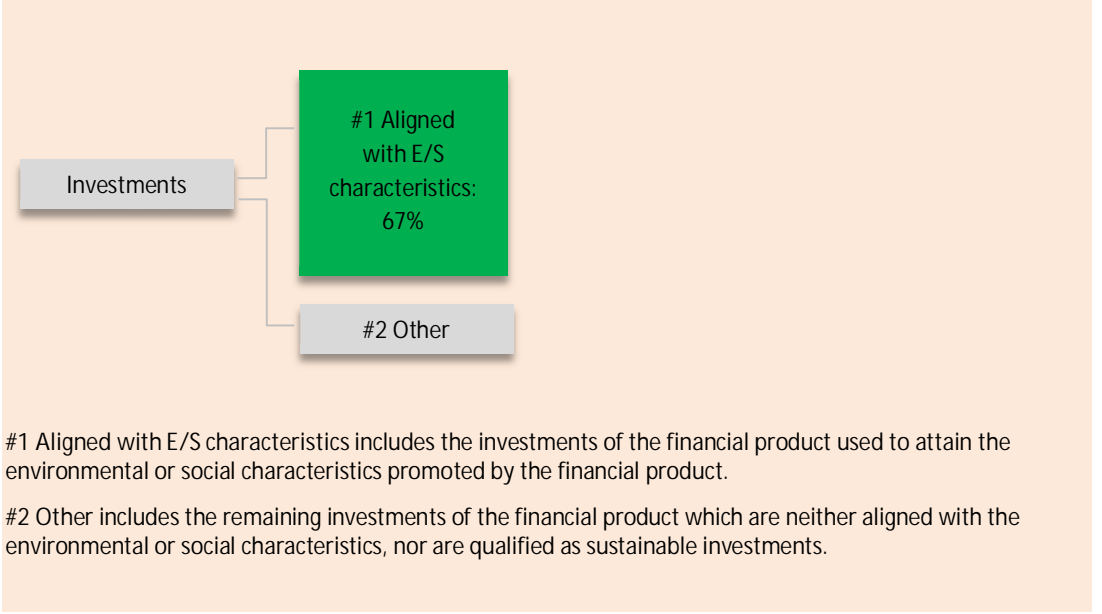 #1 Aligned
with E/S
characteristics:
67%
Investments
#2 Other
#1 Aligned with E/S characteristics includes the investments of the financial product used to attain the
environmental or social characteristics promoted by the financial product.
#2 Other includes the remaining investments of the financial product which are neither aligned with the
environmental or social characteristics, nor are qualified as sustainable investments.